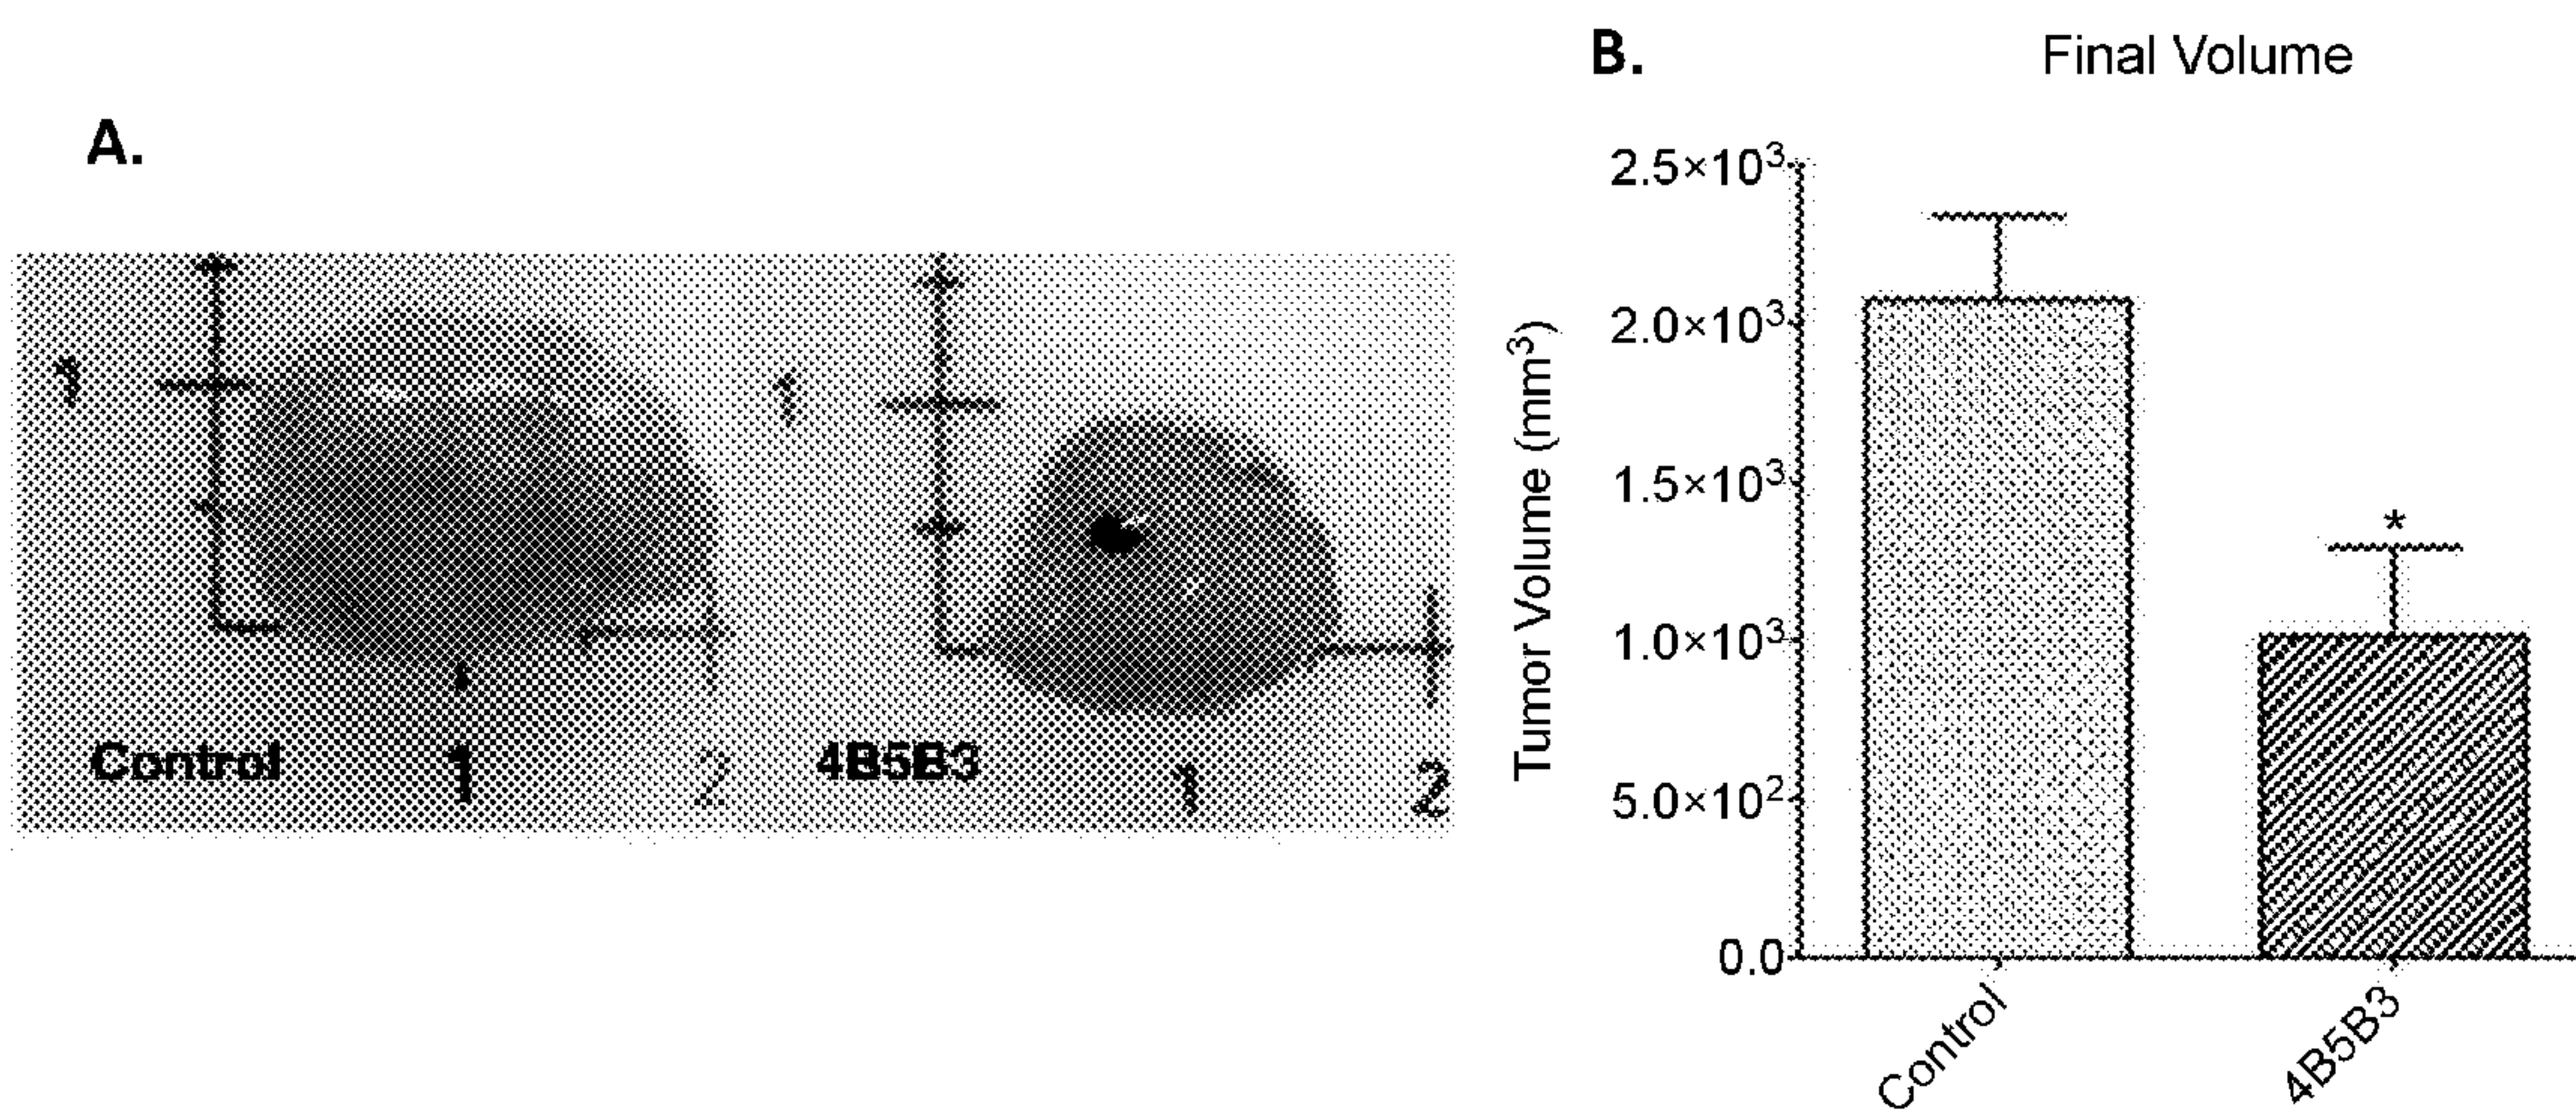 A.
1
Control
1
2
1
4B5B3
1
2
B.
Final Volume
Tumor Volume (mm³)
2.5×10³
2.0×10³
1.5×10³
1.0×10³
5.0×10²
0.0
*
Control
4B5B3